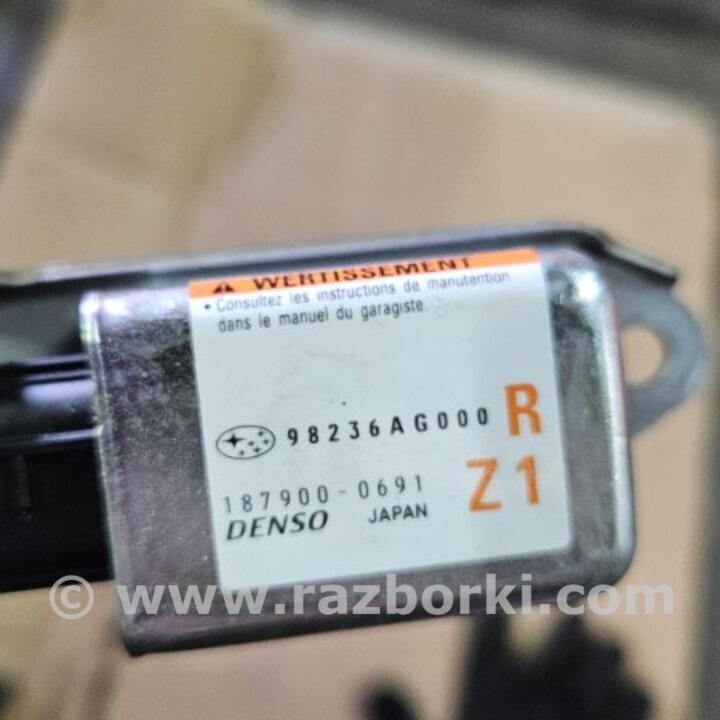 WERTISSEMENT
• Consultez les instructions de manutention
dans le manuel du garagiste.
98236AG000 R
187900-0691 Z1
DENSO JAPAN
© www.razborki.com